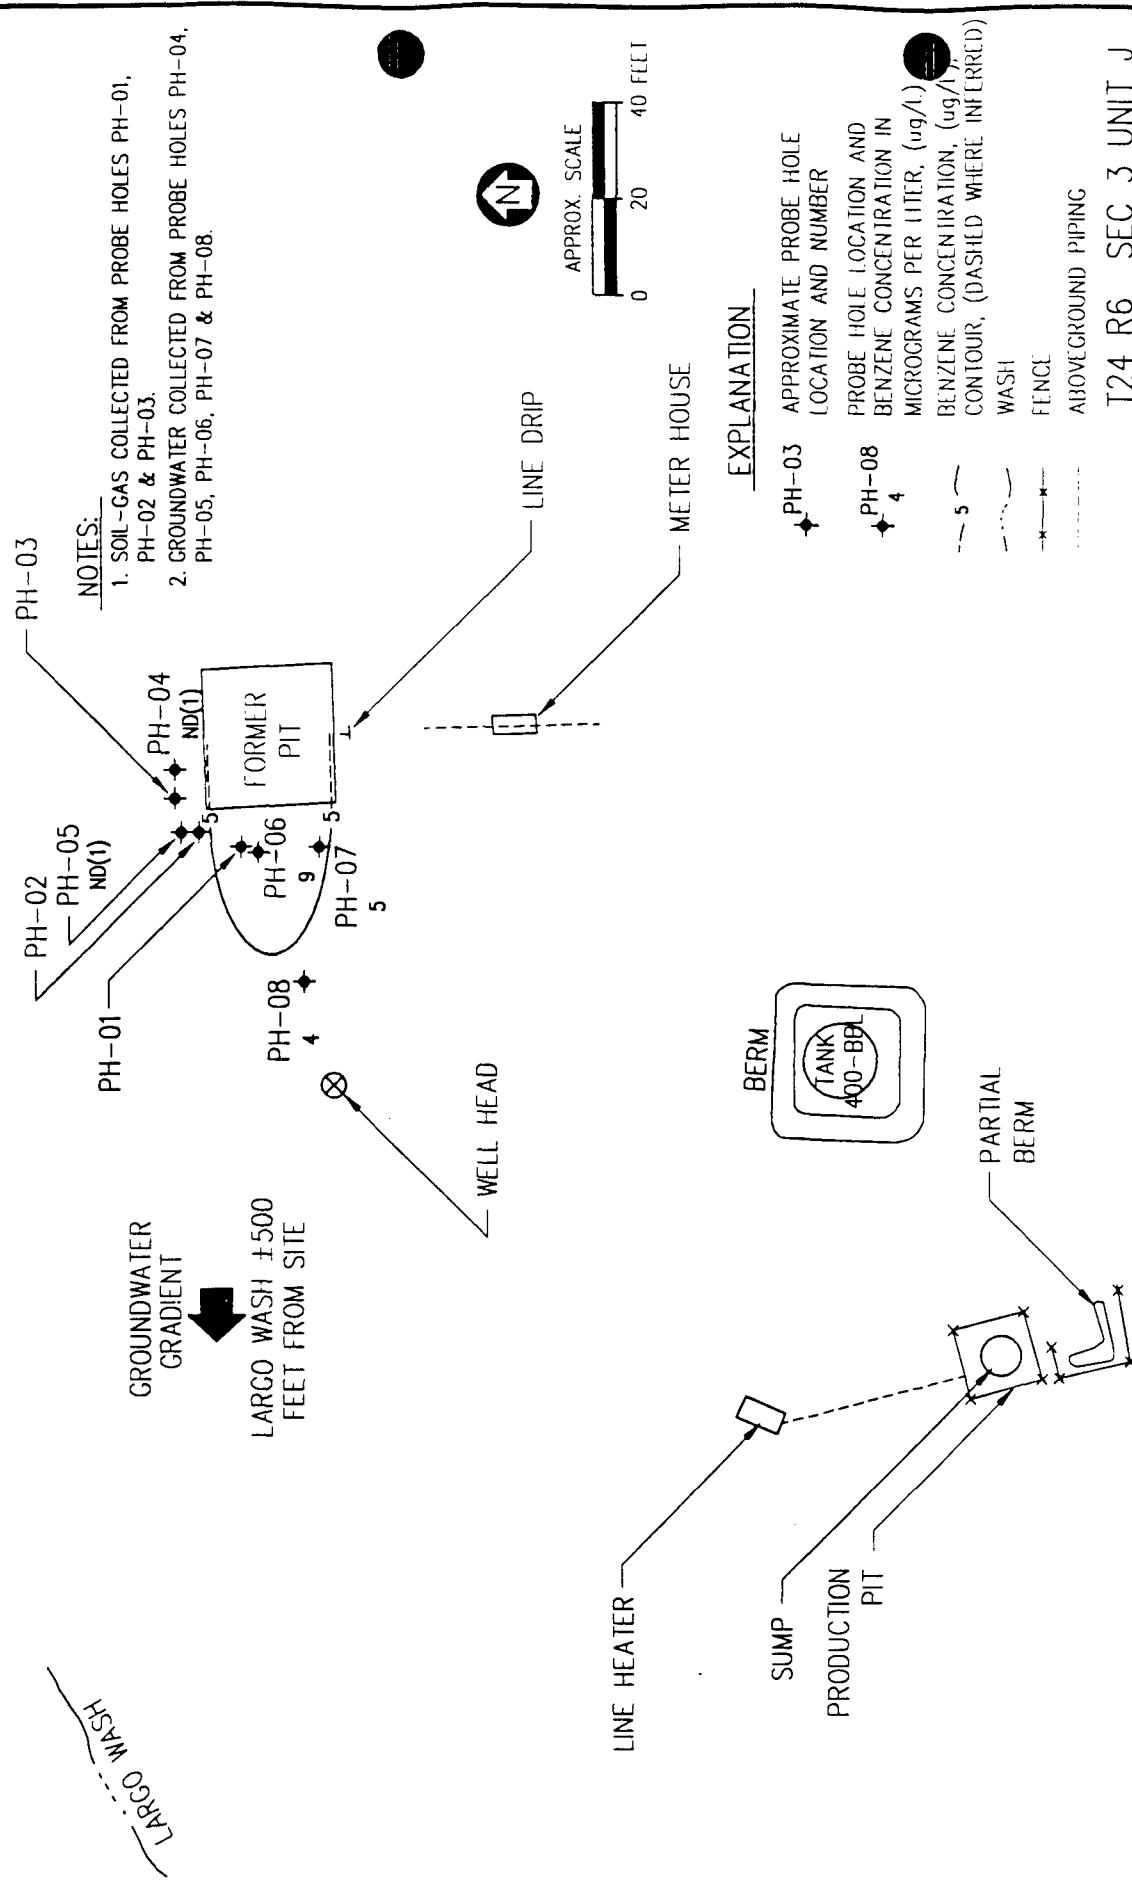 NOTES:
1. SOIL-GAS COLLECTED FROM PROBE HOLES PH-01,
PH-02 & PH-03.
2. GROUNDWATER COLLECTED FROM PROBE HOLES PH-04,
PH-05, PH-06, PH-07 & PH-08.
PH-03
PH-04
ND(1)
PH-02
PH-05
ND(1)
PH-01
FORMER
PIT
5
5
PH-06
9
PH-07
5
PH-08
4
LINE DRIP
METER HOUSE
WELL HEAD
GROUNDWATER
GRADIENT
LARGO WASH ±500
FEET FROM SITE
LARGO WASH
N
APPROX. SCALE
0
20
40 FEET
BERM
TANK
400-BBL
PARTIAL
BERM
LINE HEATER
SUMP
PRODUCTION
PIT
EXPLANATION
PH-03
APPROXIMATE PROBE HOLE
LOCATION AND NUMBER
PH-08
4
PROBE HOLE LOCATION AND
BENZENE CONCENTRATION IN
MICROGRAMS PER LITER, (ug/L)
5
BENZENE CONCENTRATION, (ug/L),
CONTOUR, (DASHED WHERE INFERRED)
WASH
FENCE
ABOVEGROUND PIPING
T24 R6 SEC 3 UNIT J